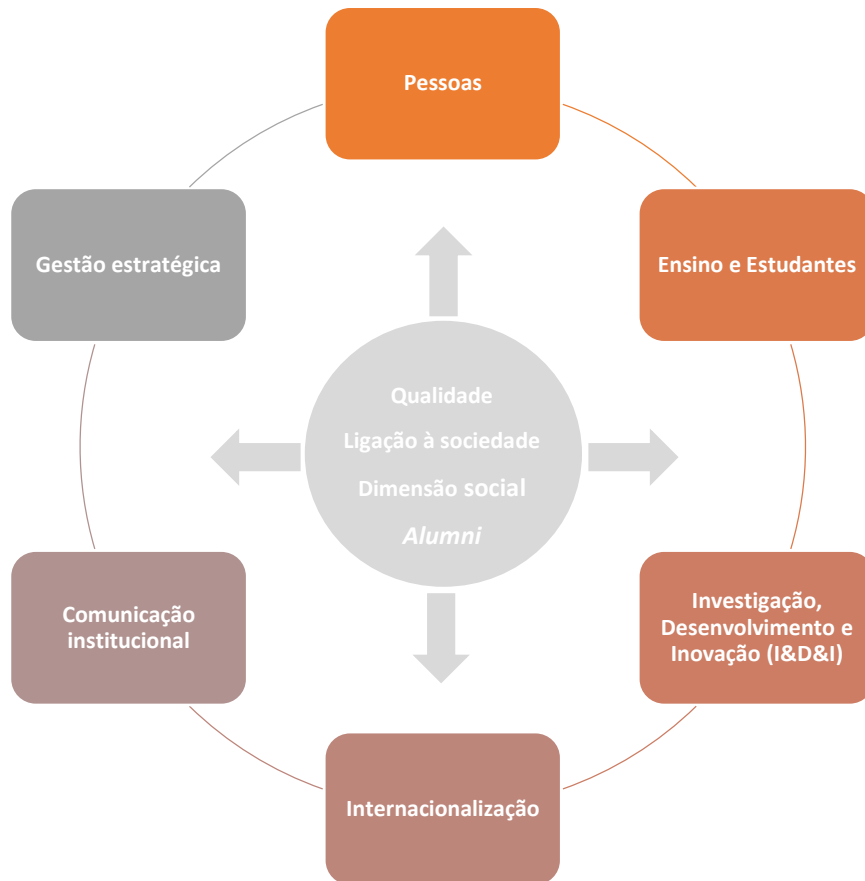 Pessoas
Gestão estratégica
Ensino e Estudantes
Qualidade
Ligação à sociedade
Dimensão social
Alumni
Comunicação
institucional
Investigação,
Desenvolvimento e
Inovação (I&D&I)
Internacionalização